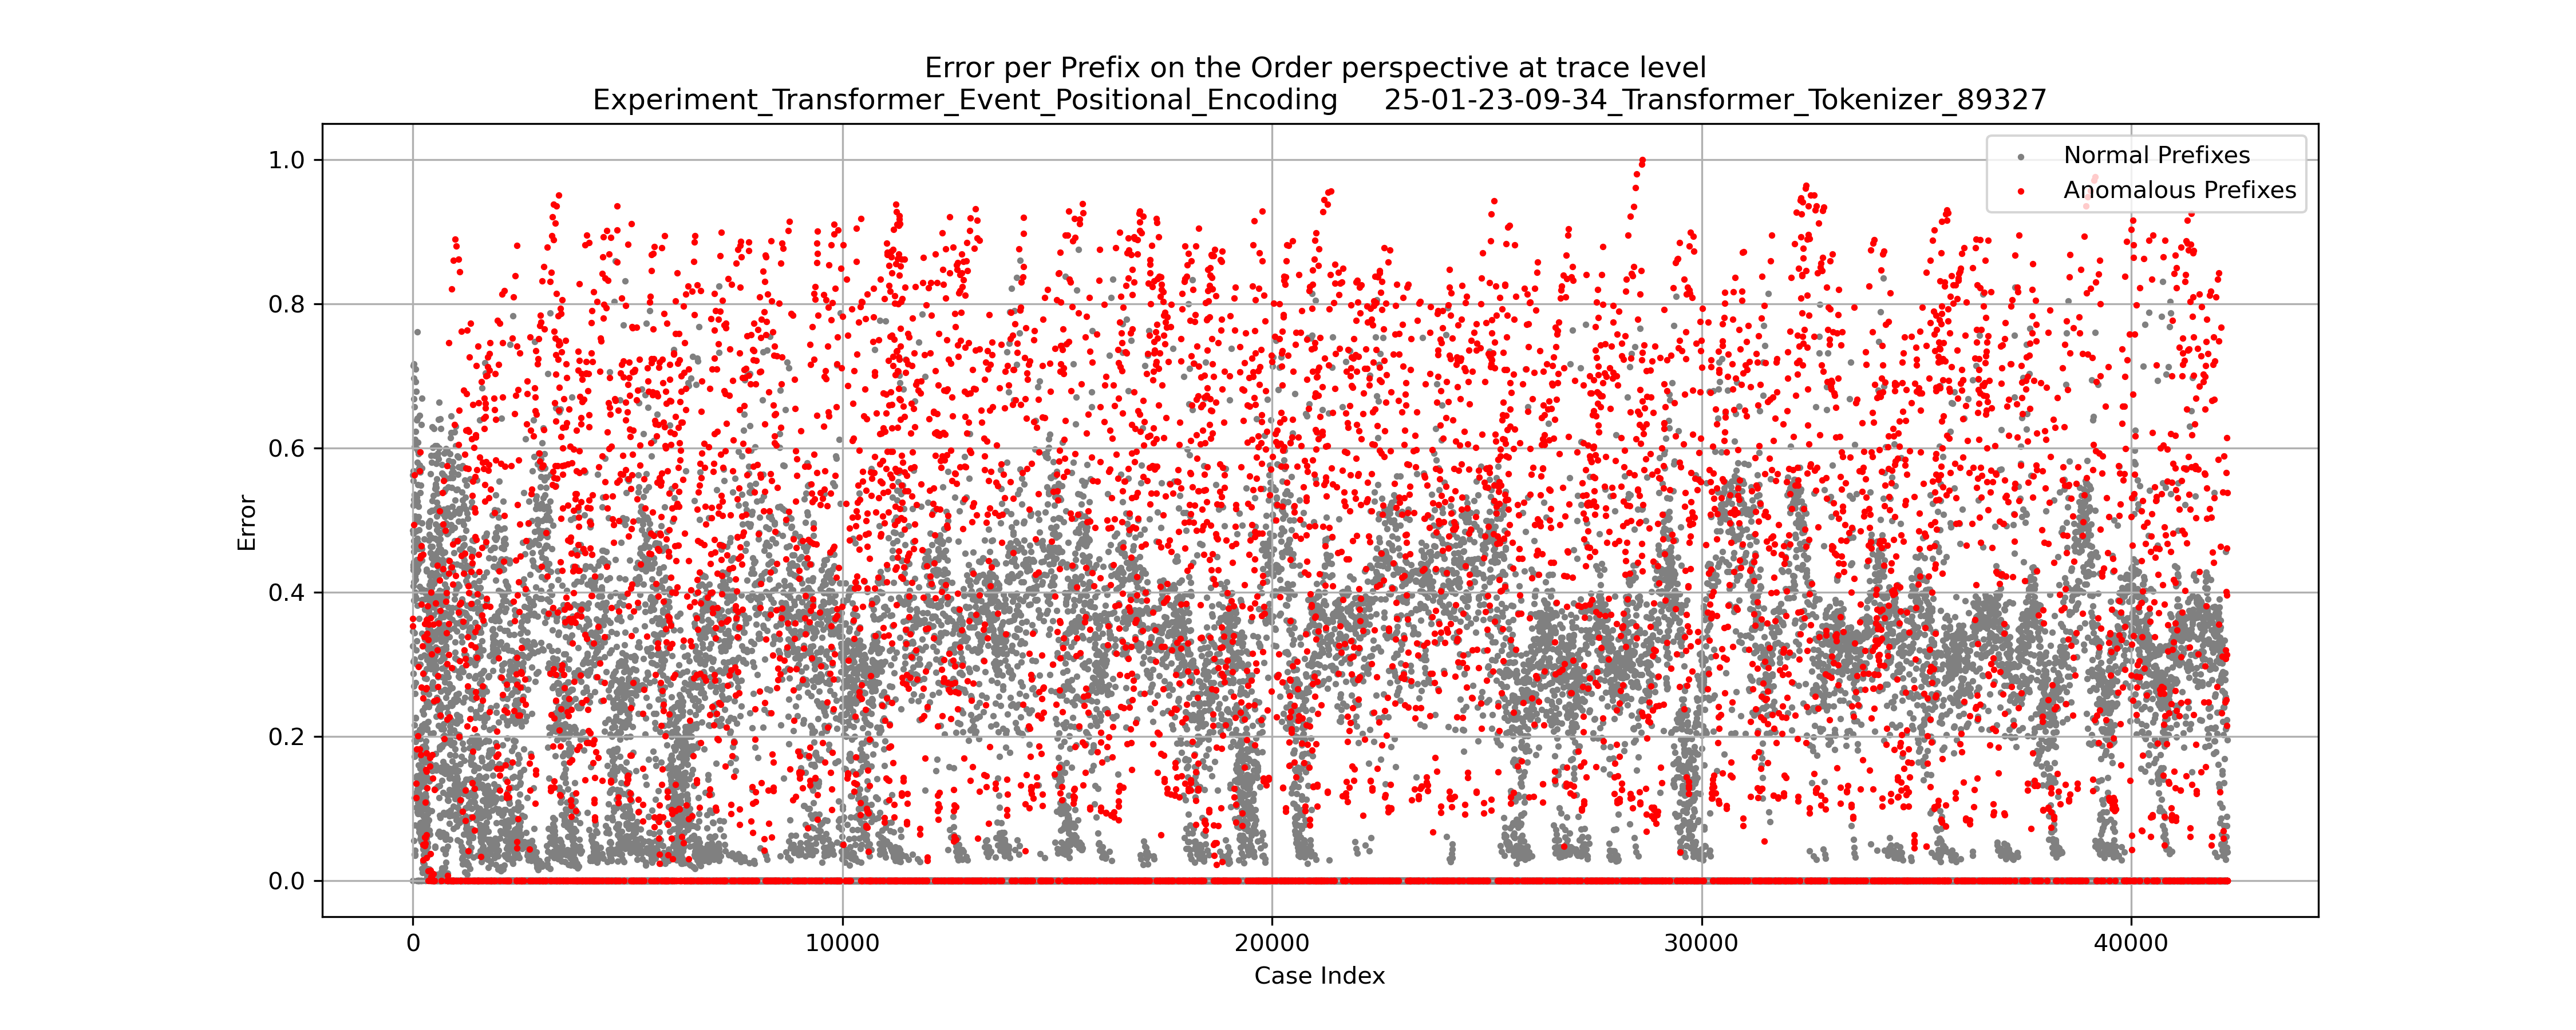 Error per Prefix on the Order perspective at trace level
Experiment_Transformer_Event_Positional_Encoding 25-01-23-09-34_Transformer_Tokenizer_89327
Normal Prefixes
Anomalous Prefixes
1.0
0.8
0.6
0.4
0.2
0.0
Error
0 10000 20000 30000 40000
Case Index